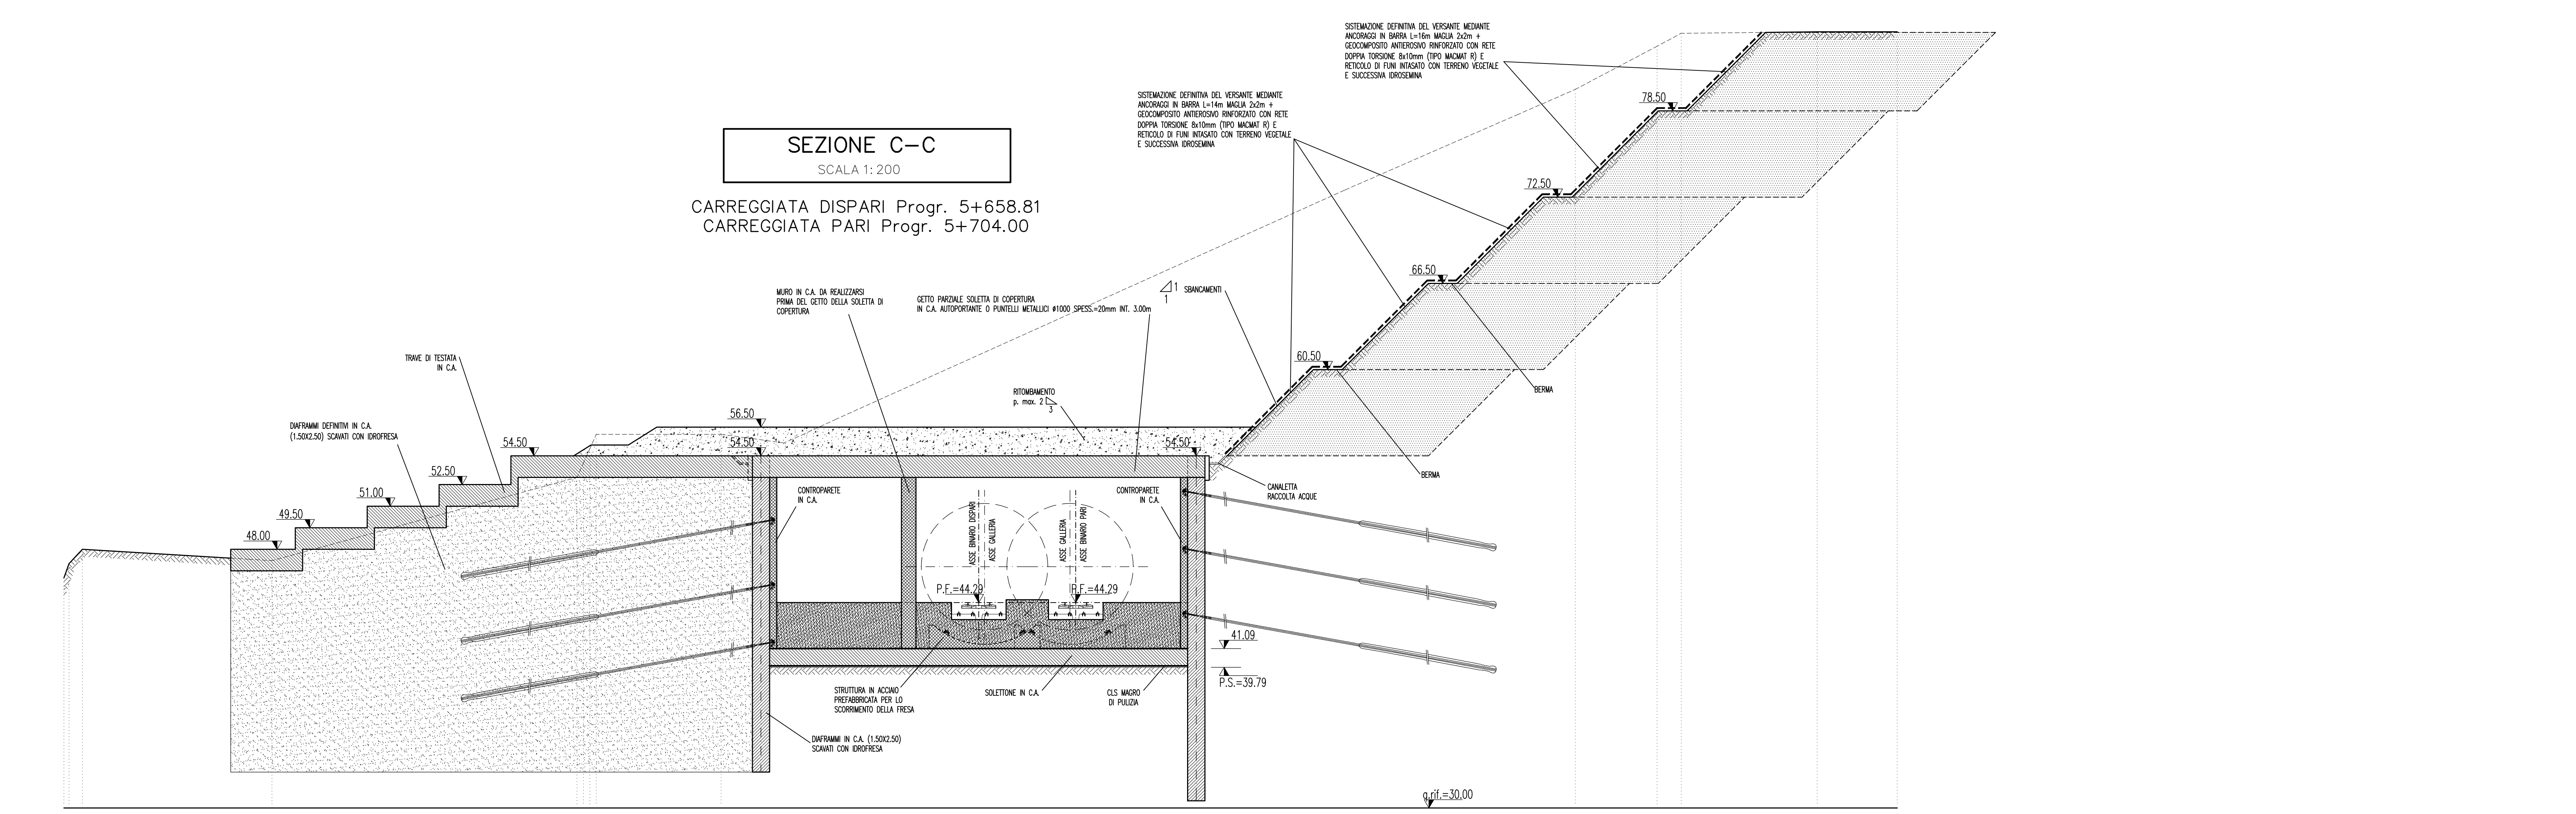 SISTEMAZIONE DEFINITIVA DEL VERSANTE MEDIANTE
ANCORAGGI IN BARRA L=16m MAGLIA 2x2m +
GEOCOMPOSITO ANTIEROSIVO RINFORZATO CON RETE
DOPPIA TORSIONE 8x10mm (TIPO MACMAT R) E
RETICOLO DI FUNI INTASATO CON TERRENO VEGETALE
E SUCCESSIVA IDROSEMINA
SISTEMAZIONE DEFINITIVA DEL VERSANTE MEDIANTE
ANCORAGGI IN BARRA L=14m MAGLIA 2x2m +
GEOCOMPOSITO ANTIEROSIVO RINFORZATO CON RETE
DOPPIA TORSIONE 8x10mm (TIPO MACMAT R) E
RETICOLO DI FUNI INTASATO CON TERRENO VEGETALE
E SUCCESSIVA IDROSEMINA
78.50
SEZIONE C-C
SCALA 1:200
CARREGGIATA DISPARI Progr. 5+658.81
CARREGGIATA PARI Progr. 5+704.00
72.50
66.50
MURO IN C.A. DA REALIZZARSI
PRIMA DEL GETTO DELLA SOLETTA DI
COPERTURA
GETTO PARZIALE SOLETTA DI COPERTURA
IN C.A. AUTOPORTANTE O PUNTELLI METALLICI ø1000 SPESS.=20mm INT. 3.00m
1
1
SBANCAMENTI
60.50
TRAVE DI TESTATA
IN C.A.
RITOMBAMENTO
p. max. 2
3
BERMA
BERMA
DIAFRAMMI DEFINITIVI IN C.A.
(1.50X2.50) SCAVATI CON IDROFRESA
56.50
54.50
54.50
54.50
52.50
51.00
49.50
48.00
CONTROPARETE
IN C.A.
CONTROPARETE
IN C.A.
CANALETTA
RACCOLTA ACQUE
ASSE BINARIO DISPARI
ASSE GALLERIA
ASSE GALLERIA
ASSE BINARIO PARI
P.F.=44.29
P.F.=44.29
41.09
P.S.=39.79
STRUTTURA IN ACCIAIO
PREFABBRICATA PER LO
SCORRIMENTO DELLA FRESA
SOLETTONE IN C.A.
CLS MAGRO
DI PULIZIA
DIAFRAMMI IN C.A. (1.50X2.50)
SCAVATI CON IDROFRESA
q.rif.=30.00